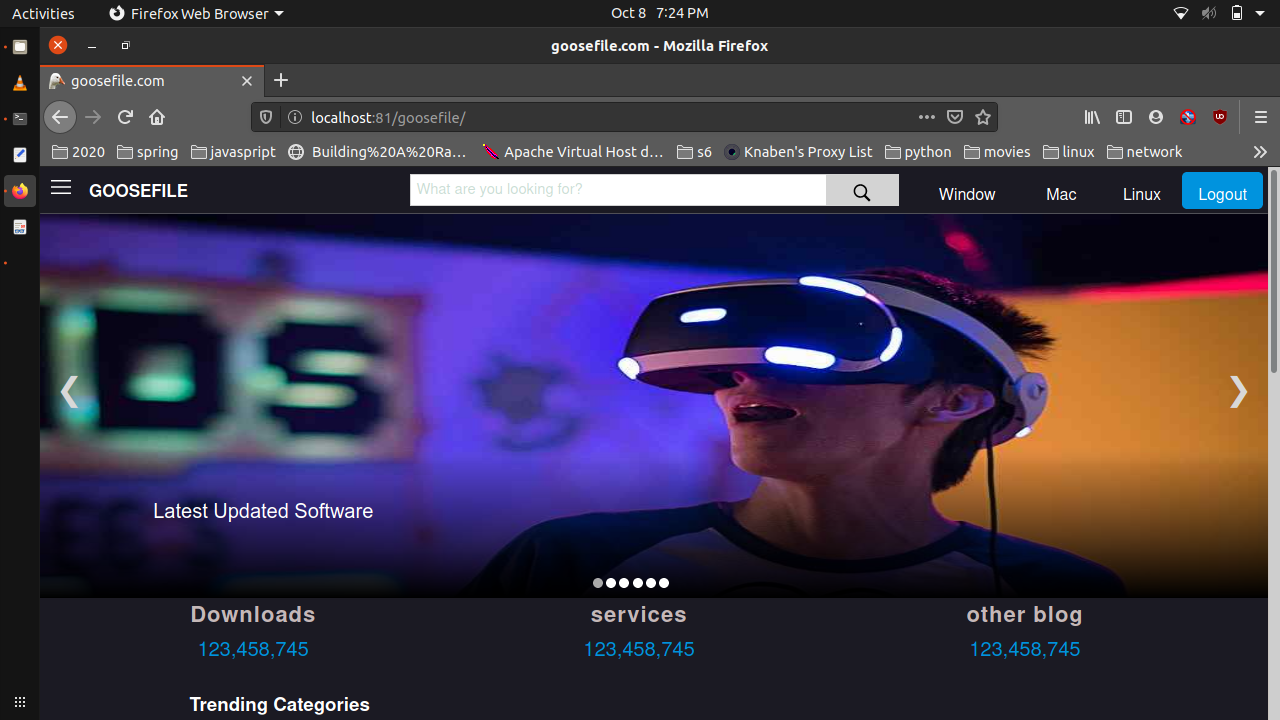 Activities Firefox Web Browser Oct 8 7:24 PM
goosefile.com - Mozilla Firefox
goosefile.com
localhost:81/goosefile/
2020 spring javascript Building%20A%20Ra... Apache Virtual Host d... s6 Knaben's Proxy List python movies linux network
GOOSEFILE What are you looking for? Window Mac Linux Logout
Latest Updated Software
Downloads services other blog
123,458,745 123,458,745 123,458,745
Trending Categories